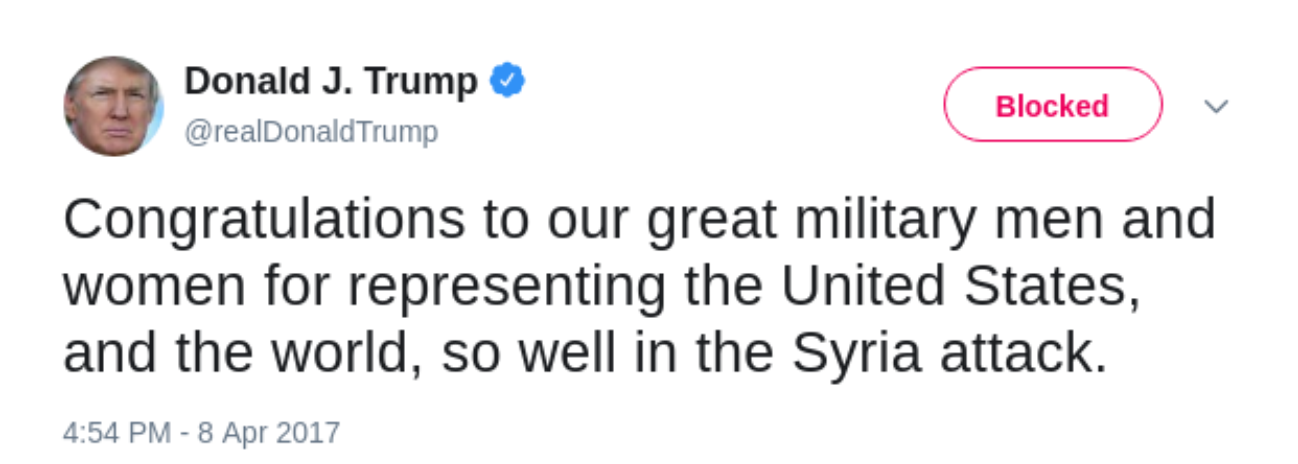 Donald J. Trump
@realDonaldTrump
Blocked
Congratulations to our great military men and
women for representing the United States,
and the world, so well in the Syria attack.
4:54 PM - 8 Apr 2017